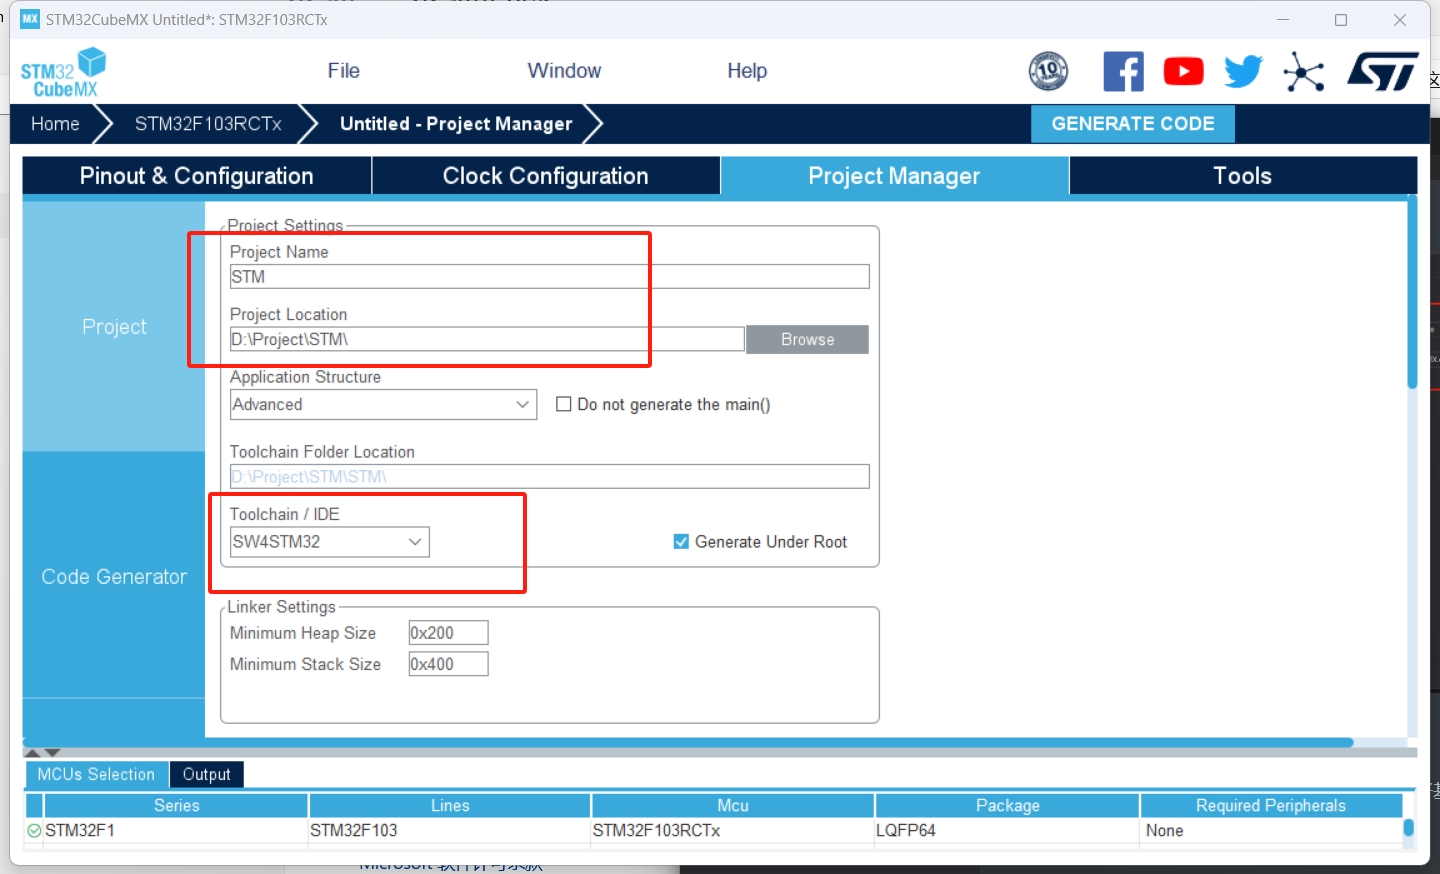 MX STM32CubeMX Untitled*: STM32F103RCTx
STM32
CubeMX
File Window Help
10
ST
Home STM32F103RCTx Untitled - Project Manager GENERATE CODE
Pinout & Configuration Clock Configuration Project Manager Tools
Project
Code Generator
Project Settings
Project Name
STM
Project Location
D:\Project\STM\ Browse
Application Structure
Advanced Do not generate the main()
Toolchain Folder Location
D:\Project\STM\STM\
Toolchain / IDE
SW4STM32 Generate Under Root
Linker Settings
Minimum Heap Size 0x200
Minimum Stack Size 0x400
MCUs Selection Output
Series Lines Mcu Package Required Peripherals
STM32F1 STM32F103 STM32F103RCTx LQFP64 None